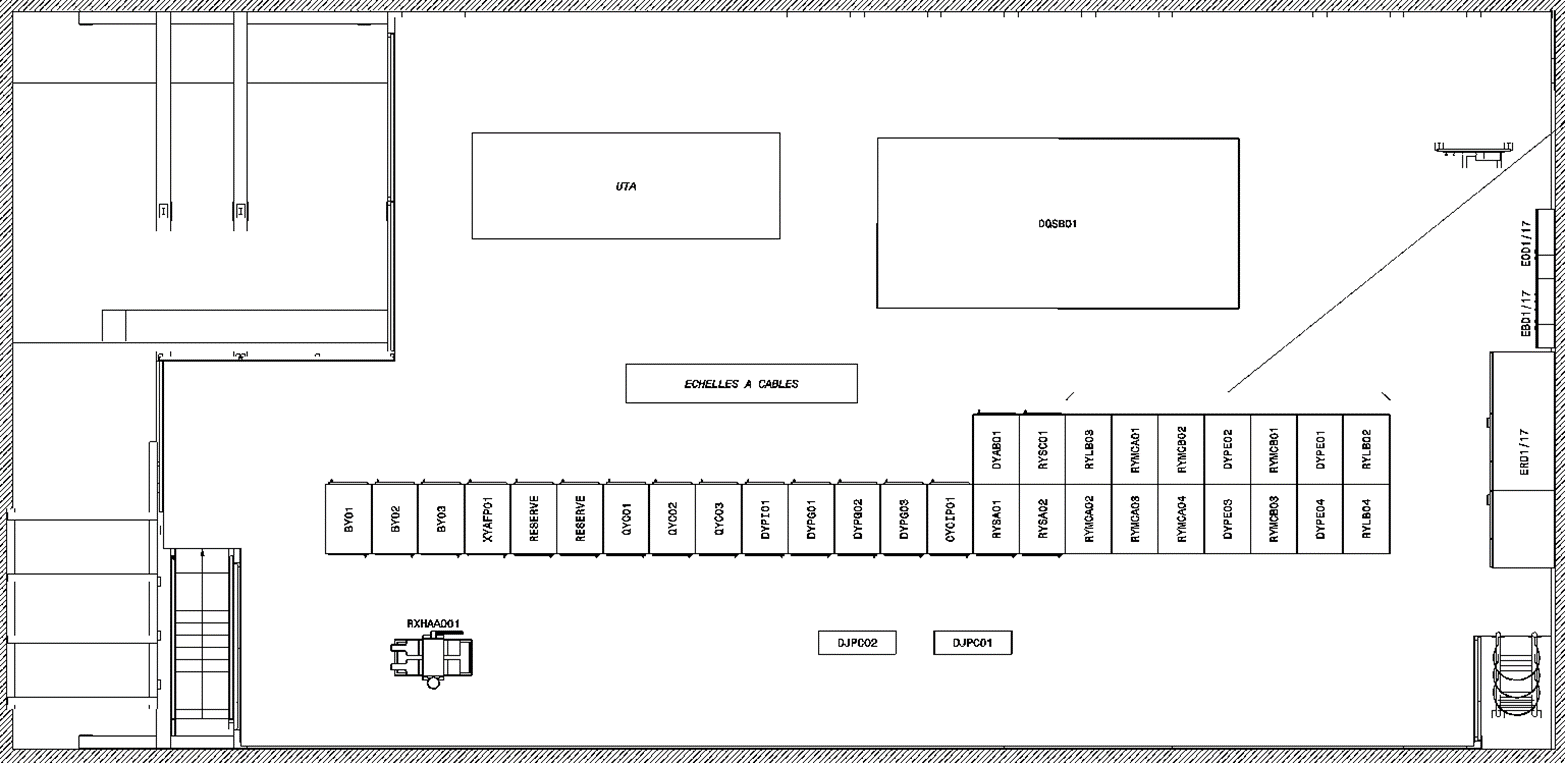 UTA
DQSB01
EOD1/17
EBD1/17
ECHELLES A CABLES
ERD1/17
DYAB01
RYSC01
RYLB03
RYMCA01
RYMCB02
DYPE02
RYMCB01
DYPE01
RYLB02
BY01
BY02
BY03
XYAFP01
RESERVE
RESERVE
QYC01
QYC02
QYC03
DYPI01
DYPG01
DYPG02
DYPG03
CYCIP01
RYSA01
RYSA02
RYMCA02
RYMCA03
RYMCA04
DYPE03
RYMCB03
DYPE04
RYLB04
RXHAA001
DJPC02
DJPC01